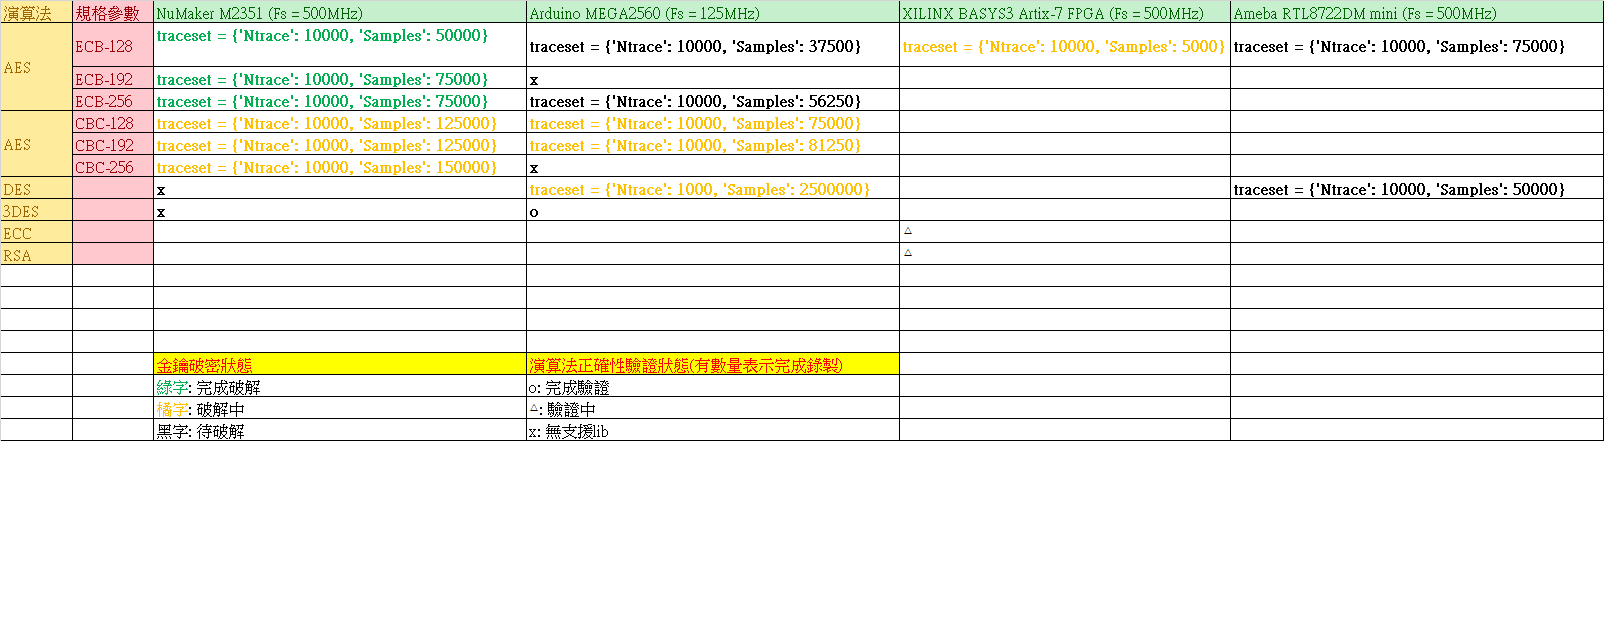 演算法 規格參數 NuMaker M2351 (Fs = 500MHz) Arduino MEGA2560 (Fs = 125MHz) XILINX BASYS3 Artix-7 FPGA (Fs = 500MHz) Ameba RTL8722DM mini (Fs = 500MHz)
AES ECB-128 traceset = {'Ntrace': 10000, 'Samples': 50000} traceset = {'Ntrace': 10000, 'Samples': 37500} traceset = {'Ntrace': 10000, 'Samples': 5000} traceset = {'Ntrace': 10000, 'Samples': 75000}
ECB-192 traceset = {'Ntrace': 10000, 'Samples': 75000} x
ECB-256 traceset = {'Ntrace': 10000, 'Samples': 75000} traceset = {'Ntrace': 10000, 'Samples': 56250}
AES CBC-128 traceset = {'Ntrace': 10000, 'Samples': 125000} traceset = {'Ntrace': 10000, 'Samples': 75000}
CBC-192 traceset = {'Ntrace': 10000, 'Samples': 125000} traceset = {'Ntrace': 10000, 'Samples': 81250}
CBC-256 traceset = {'Ntrace': 10000, 'Samples': 150000} x
DES x traceset = {'Ntrace': 1000, 'Samples': 2500000} traceset = {'Ntrace': 10000, 'Samples': 50000}
3DES x o
ECC △
RSA △
金鑰破密狀態 演算法正確性驗證狀態(有數量表示完成錄製)
綠字: 完成破解 o: 完成驗證
橘字: 破解中 △: 驗證中
黑字: 待破解 x: 無支援lib